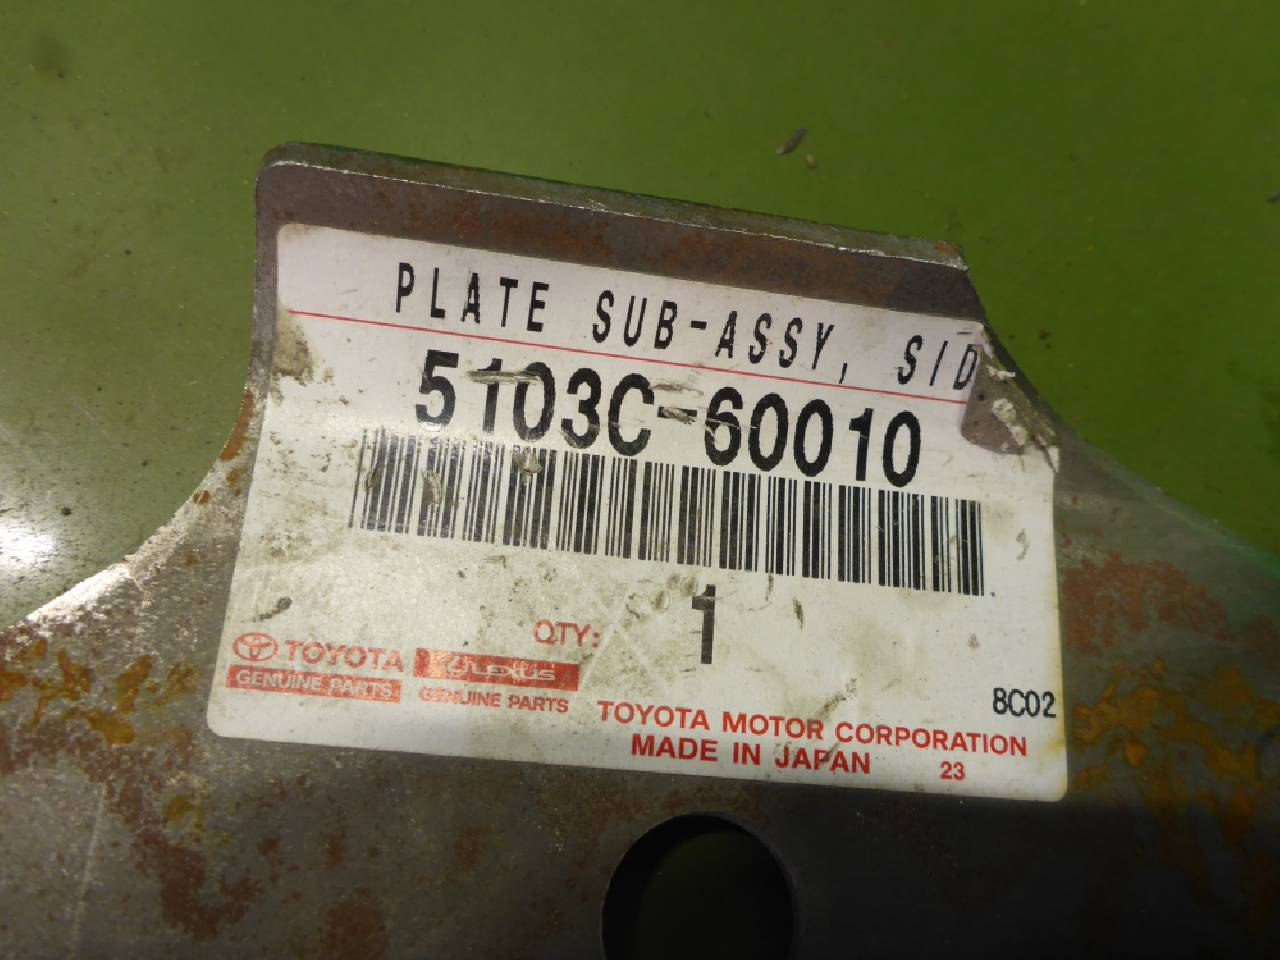 PLATE SUB-ASSY, SID
5103C-60010
QTY: 1
TOYOTA LEXUS
GENUINE PARTS GENUINE PARTS
8C02
TOYOTA MOTOR CORPORATION
MADE IN JAPAN 23